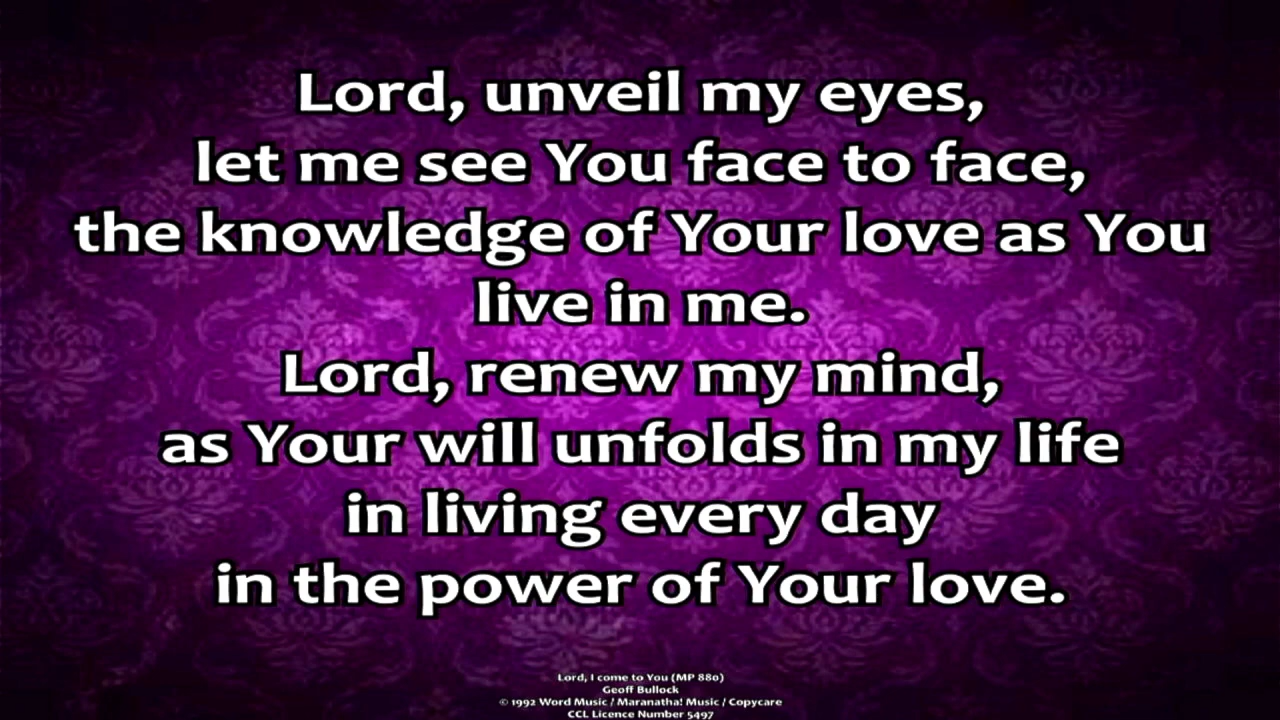 Lord, unveil my eyes,
let me see You face to face,
the knowledge of Your love as You
live in me.
Lord, renew my mind,
as Your will unfolds in my life
in living every day
in the power of Your love.
Lord, I come to You (MP 880)
Geoff Bullock
© 1992 Word Music / Maranatha! Music / Copycare
CCL Licence Number 5497